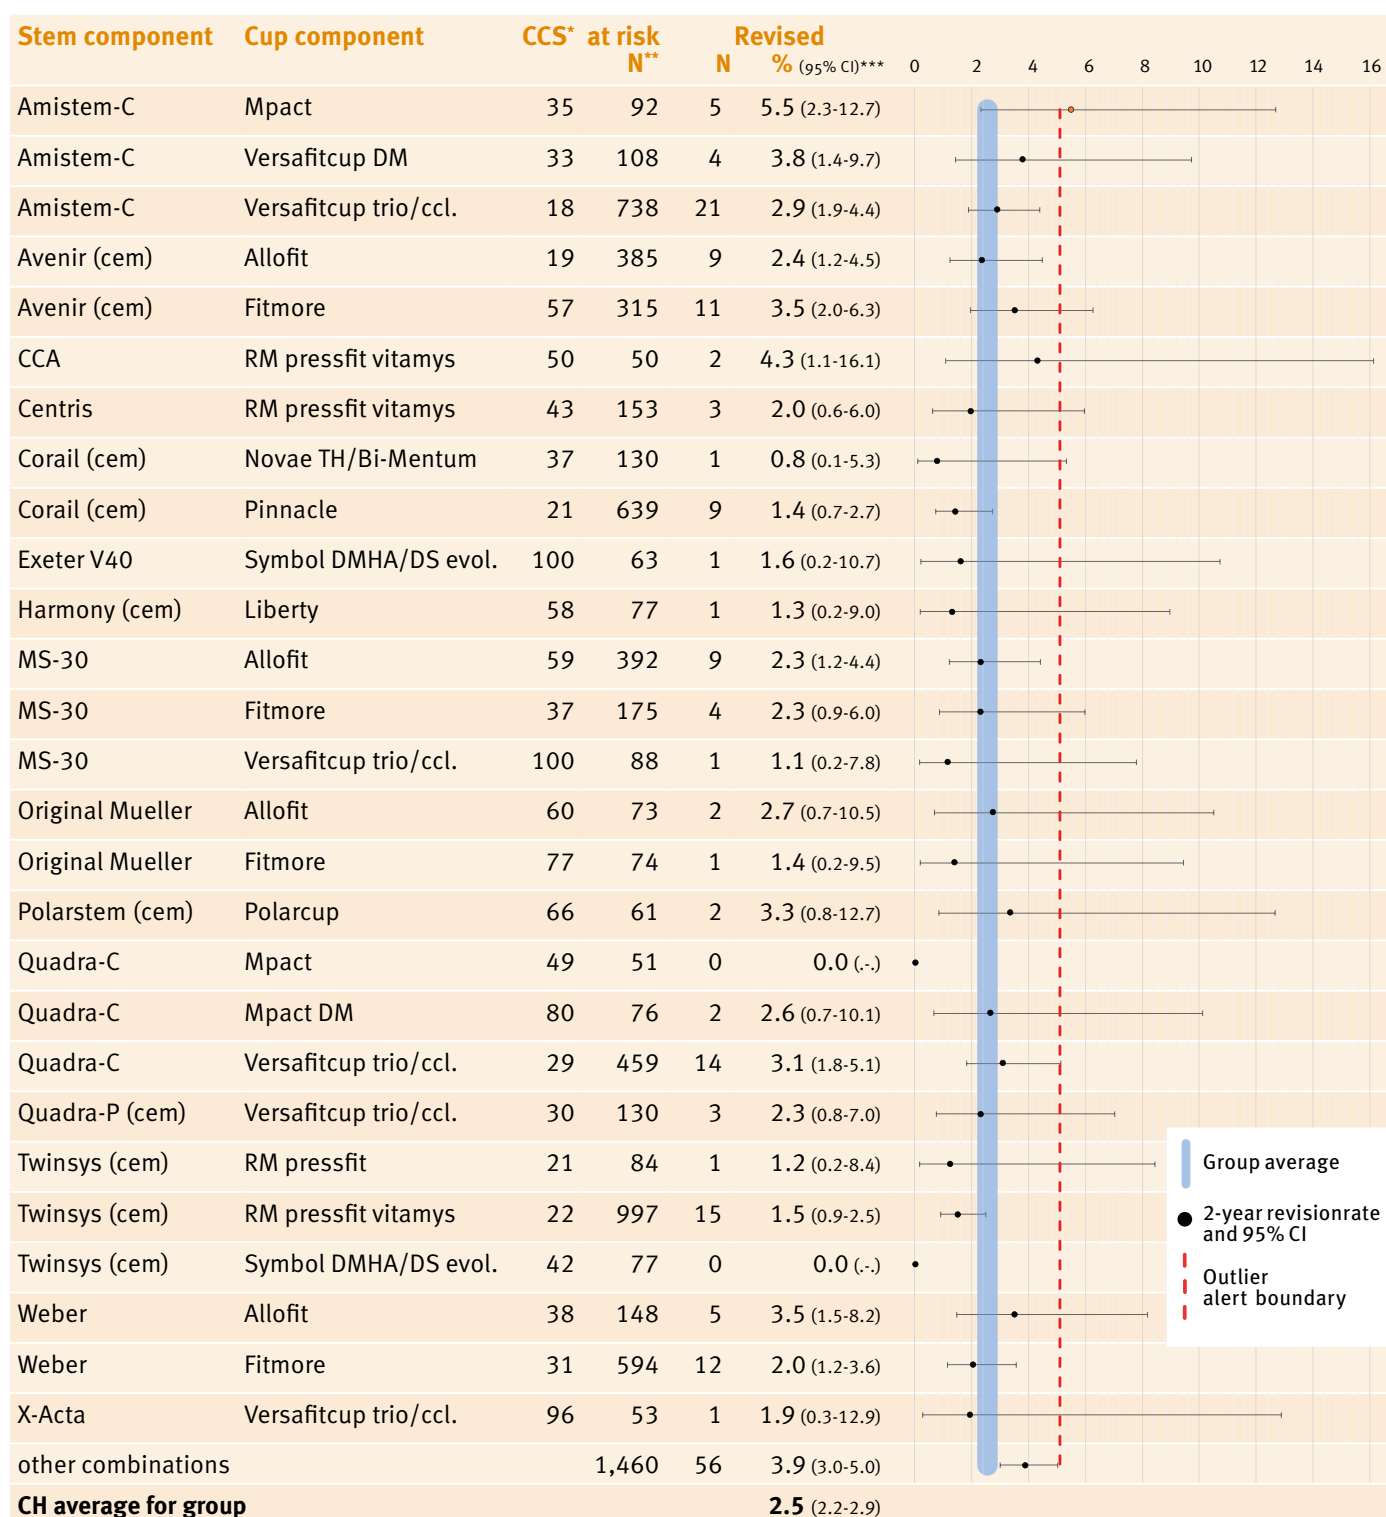 Stem component Cup component CCS* at risk Revised
N** N % (95% CI)*** 0 2 4 6 8 10 12 14 16
Amistem-C Mpact 35 92 5 5.5 (2.3-12.7)
Amistem-C Versafitcup DM 33 108 4 3.8 (1.4-9.7)
Amistem-C Versafitcup trio/ccl. 18 738 21 2.9 (1.9-4.4)
Avenir (cem) Allofit 19 385 9 2.4 (1.2-4.5)
Avenir (cem) Fitmore 57 315 11 3.5 (2.0-6.3)
CCA RM pressfit vitamys 50 50 2 4.3 (1.1-16.1)
Centris RM pressfit vitamys 43 153 3 2.0 (0.6-6.0)
Corail (cem) Novae TH/Bi-Mentum 37 130 1 0.8 (0.1-5.3)
Corail (cem) Pinnacle 21 639 9 1.4 (0.7-2.7)
Exeter V40 Symbol DMHA/DS evol. 100 63 1 1.6 (0.2-10.7)
Harmony (cem) Liberty 58 77 1 1.3 (0.2-9.0)
MS-30 Allofit 59 392 9 2.3 (1.2-4.4)
MS-30 Fitmore 37 175 4 2.3 (0.9-6.0)
MS-30 Versafitcup trio/ccl. 100 88 1 1.1 (0.2-7.8)
Original Mueller Allofit 60 73 2 2.7 (0.7-10.5)
Original Mueller Fitmore 77 74 1 1.4 (0.2-9.5)
Polarstem (cem) Polarcup 66 61 2 3.3 (0.8-12.7)
Quadra-C Mpact 49 51 0 0.0 (.-.)
Quadra-C Mpact DM 80 76 2 2.6 (0.7-10.1)
Quadra-C Versafitcup trio/ccl. 29 459 14 3.1 (1.8-5.1)
Quadra-P (cem) Versafitcup trio/ccl. 30 130 3 2.3 (0.8-7.0)
Twinsys (cem) RM pressfit 21 84 1 1.2 (0.2-8.4)
Twinsys (cem) RM pressfit vitamys 22 997 15 1.5 (0.9-2.5)
Twinsys (cem) Symbol DMHA/DS evol. 42 77 0 0.0 (.-.)
Weber Allofit 38 148 5 3.5 (1.5-8.2)
Weber Fitmore 31 594 12 2.0 (1.2-3.6)
X-Acta Versafitcup trio/ccl. 96 53 1 1.9 (0.3-12.9)
other combinations 1,460 56 3.9 (3.0-5.0)
CH average for group 2.5 (2.2-2.9)
Group average
2-year revisionrate
and 95% CI
Outlier
alert boundary